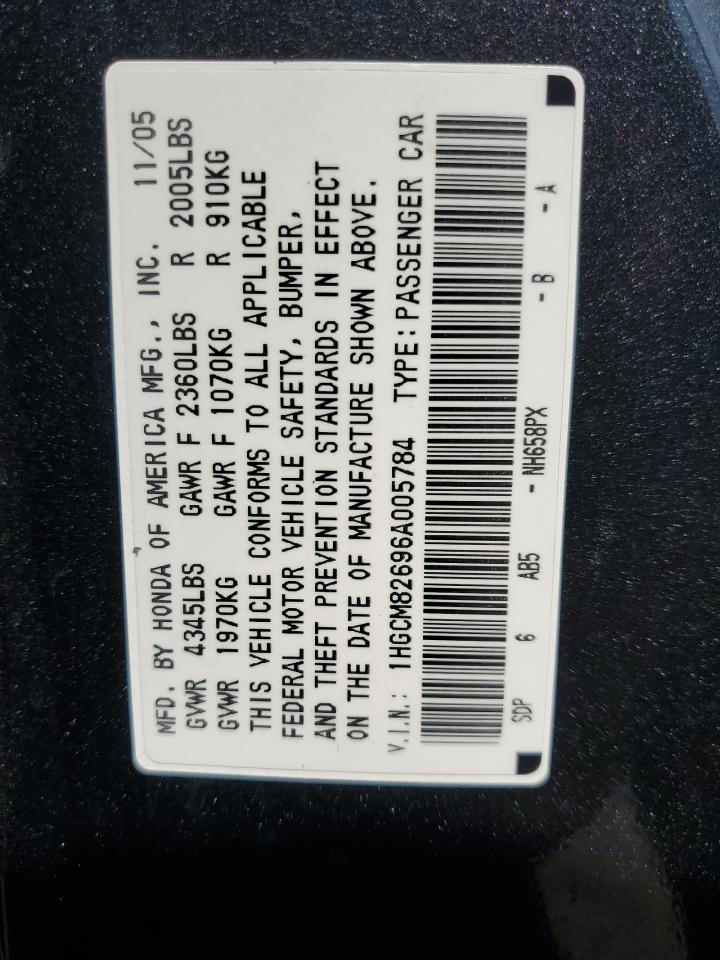 MFD. BY HONDA OF AMERICA MFG., INC. 11/05
GVWR 4345LBS GAWR F 2360LBS R 2005LBS
GVWR 1970KG GAWR F 1070KG R 910KG
THIS VEHICLE CONFORMS TO ALL APPLICABLE
FEDERAL MOTOR VEHICLE SAFETY, BUMPER,
AND THEFT PREVENTION STANDARDS IN EFFECT
ON THE DATE OF MANUFACTURE SHOWN ABOVE.
V.I.N.: 1HGCM82696A005784 TYPE:PASSENGER CAR
SDP 6 AB5 - NH658PX - B - A